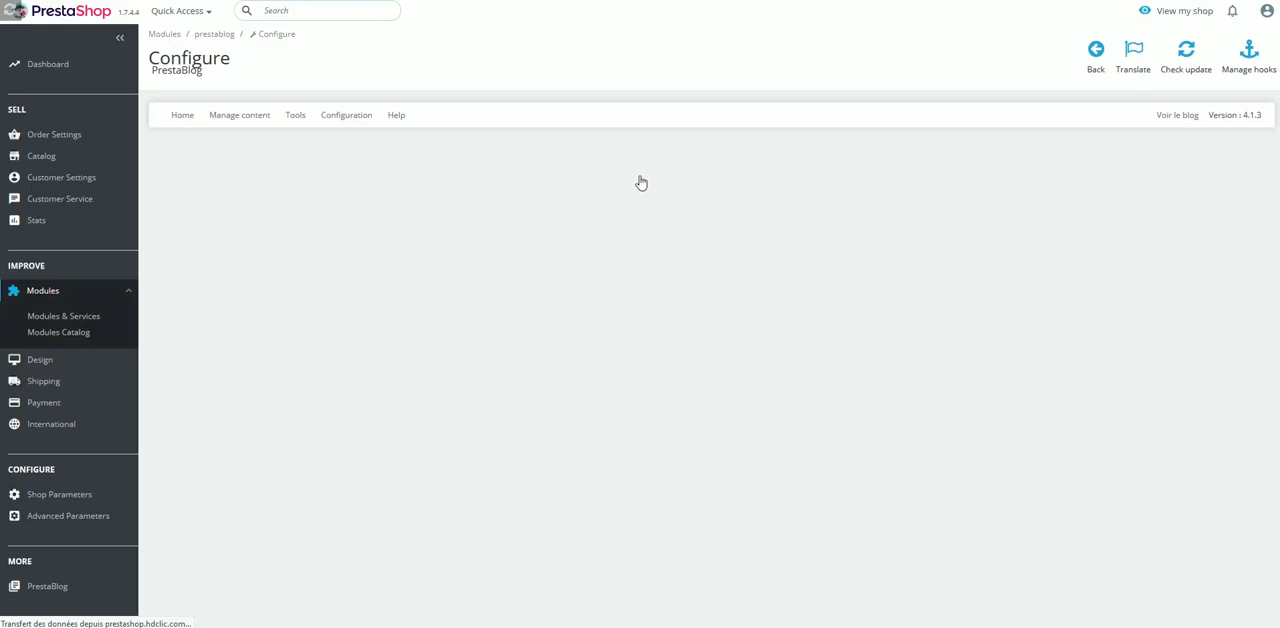 PrestaShop 1.7.4.4 Quick Access Search View my shop
Modules / prestablog / Configure
Configure
PrestaBlog
Back Translate Check update Manage hooks
Home Manage content Tools Configuration Help Voir le blog Version : 4.1.3
Dashboard
SELL
Order Settings
Catalog
Customer Settings
Customer Service
Stats
IMPROVE
Modules
Modules & Services
Modules Catalog
Design
Shipping
Payment
International
CONFIGURE
Shop Parameters
Advanced Parameters
MORE
PrestaBlog
Transfert des données depuis prestashop.hdclic.com...